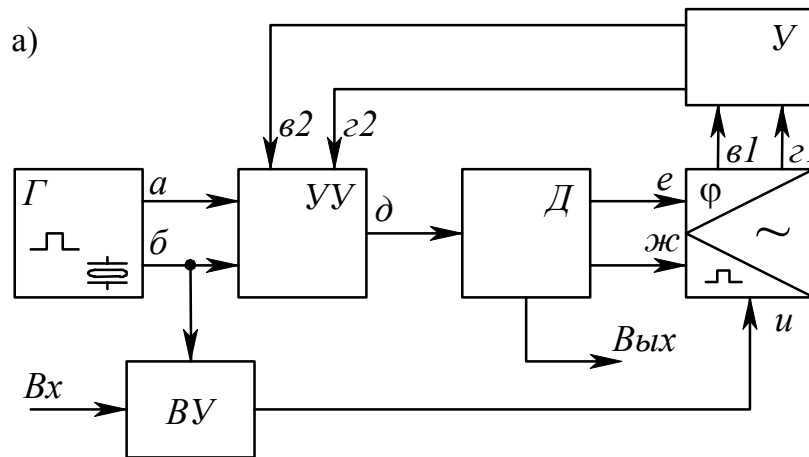 а)
У
в2
г2
в1
г1
Г
а
УУ
д
Д
е
φ
~
б
ж
и
Вых
Вх
ВУ